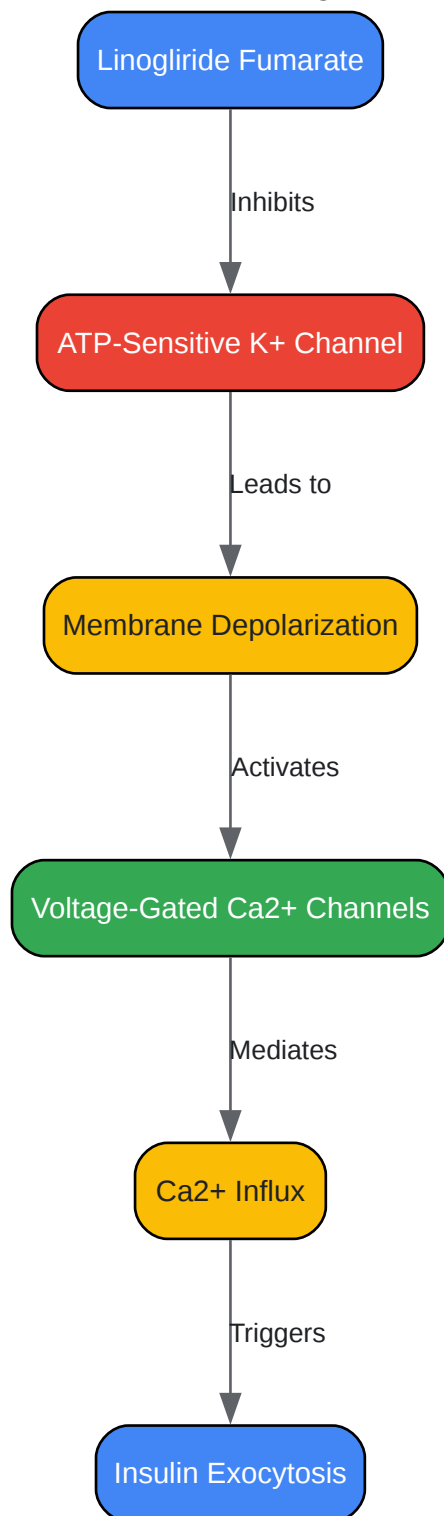 Linogliride Fumarate
Inhibits
ATP-Sensitive K+ Channel
Leads to
Membrane Depolarization
Activates
Voltage-Gated Ca2+ Channels
Mediates
Ca2+ Influx
Triggers
Insulin Exocytosis